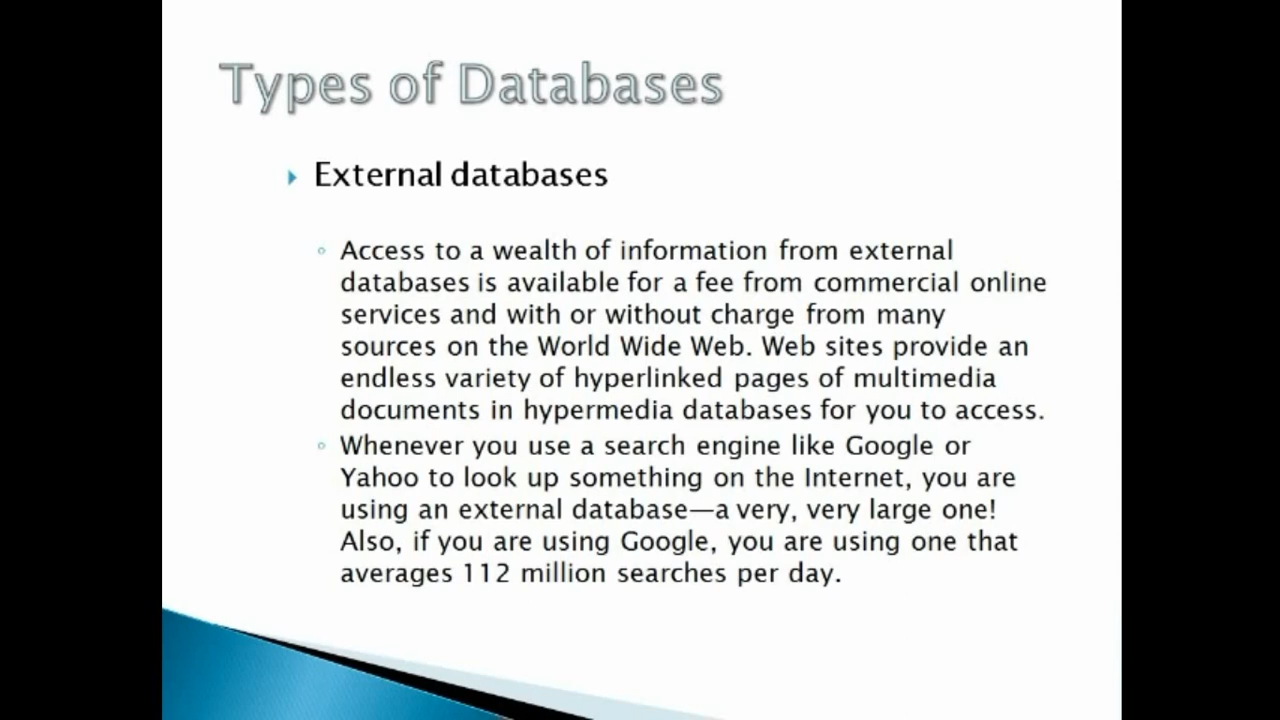 Types of Databases
External databases
Access to a wealth of information from external
databases is available for a fee from commercial online
services and with or without charge from many
sources on the World Wide Web. Web sites provide an
endless variety of hyperlinked pages of multimedia
documents in hypermedia databases for you to access.
Whenever you use a search engine like Google or
Yahoo to look up something on the Internet, you are
using an external database—a very, very large one!
Also, if you are using Google, you are using one that
averages 112 million searches per day.